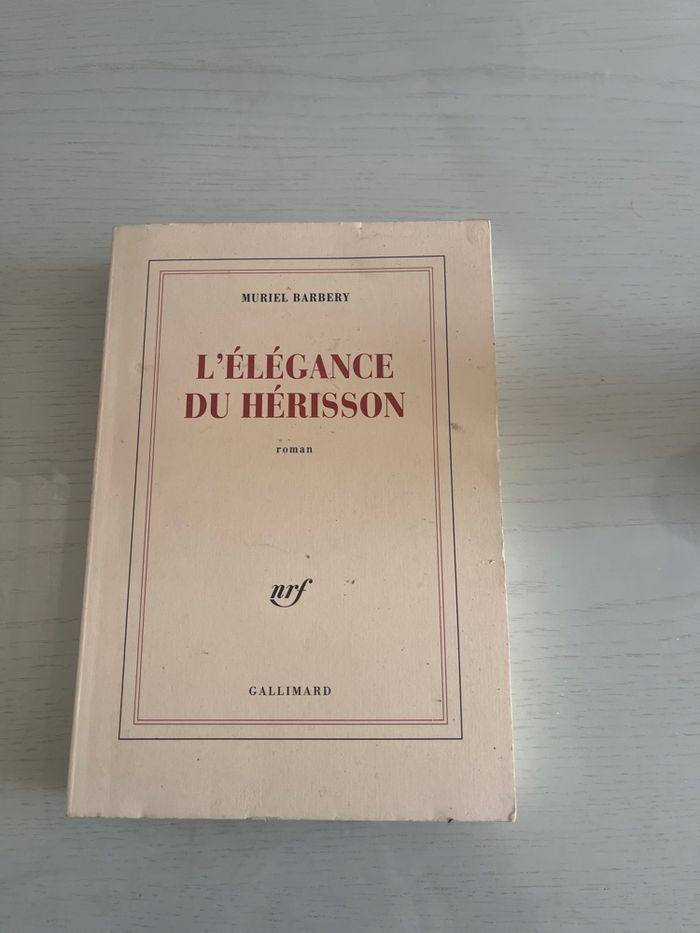 MURIEL BARBERY
L'ÉLÉGANCE
DU HÉRISSON
roman
nrf
GALLIMARD